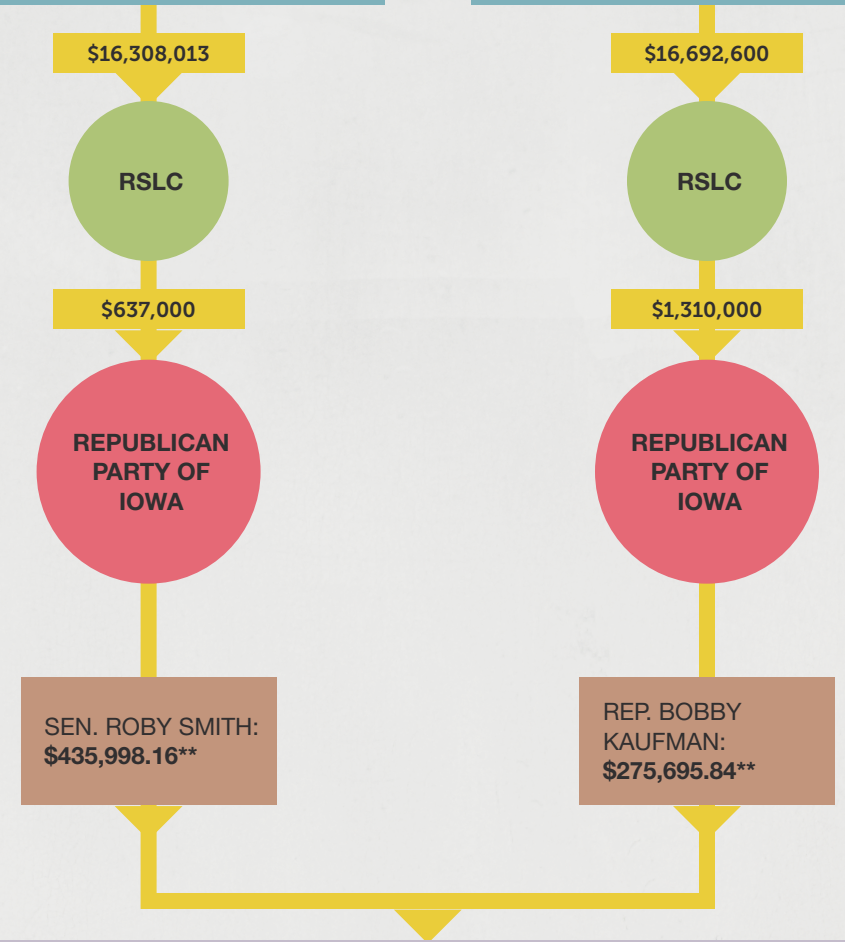 $16,308,013
RSLC
$637,000
REPUBLICAN
PARTY OF
IOWA
SEN. ROBY SMITH:
$435,998.16**
$16,692,600
RSLC
$1,310,000
REPUBLICAN
PARTY OF
IOWA
REP. BOBBY
KAUFMAN:
$275,695.84**